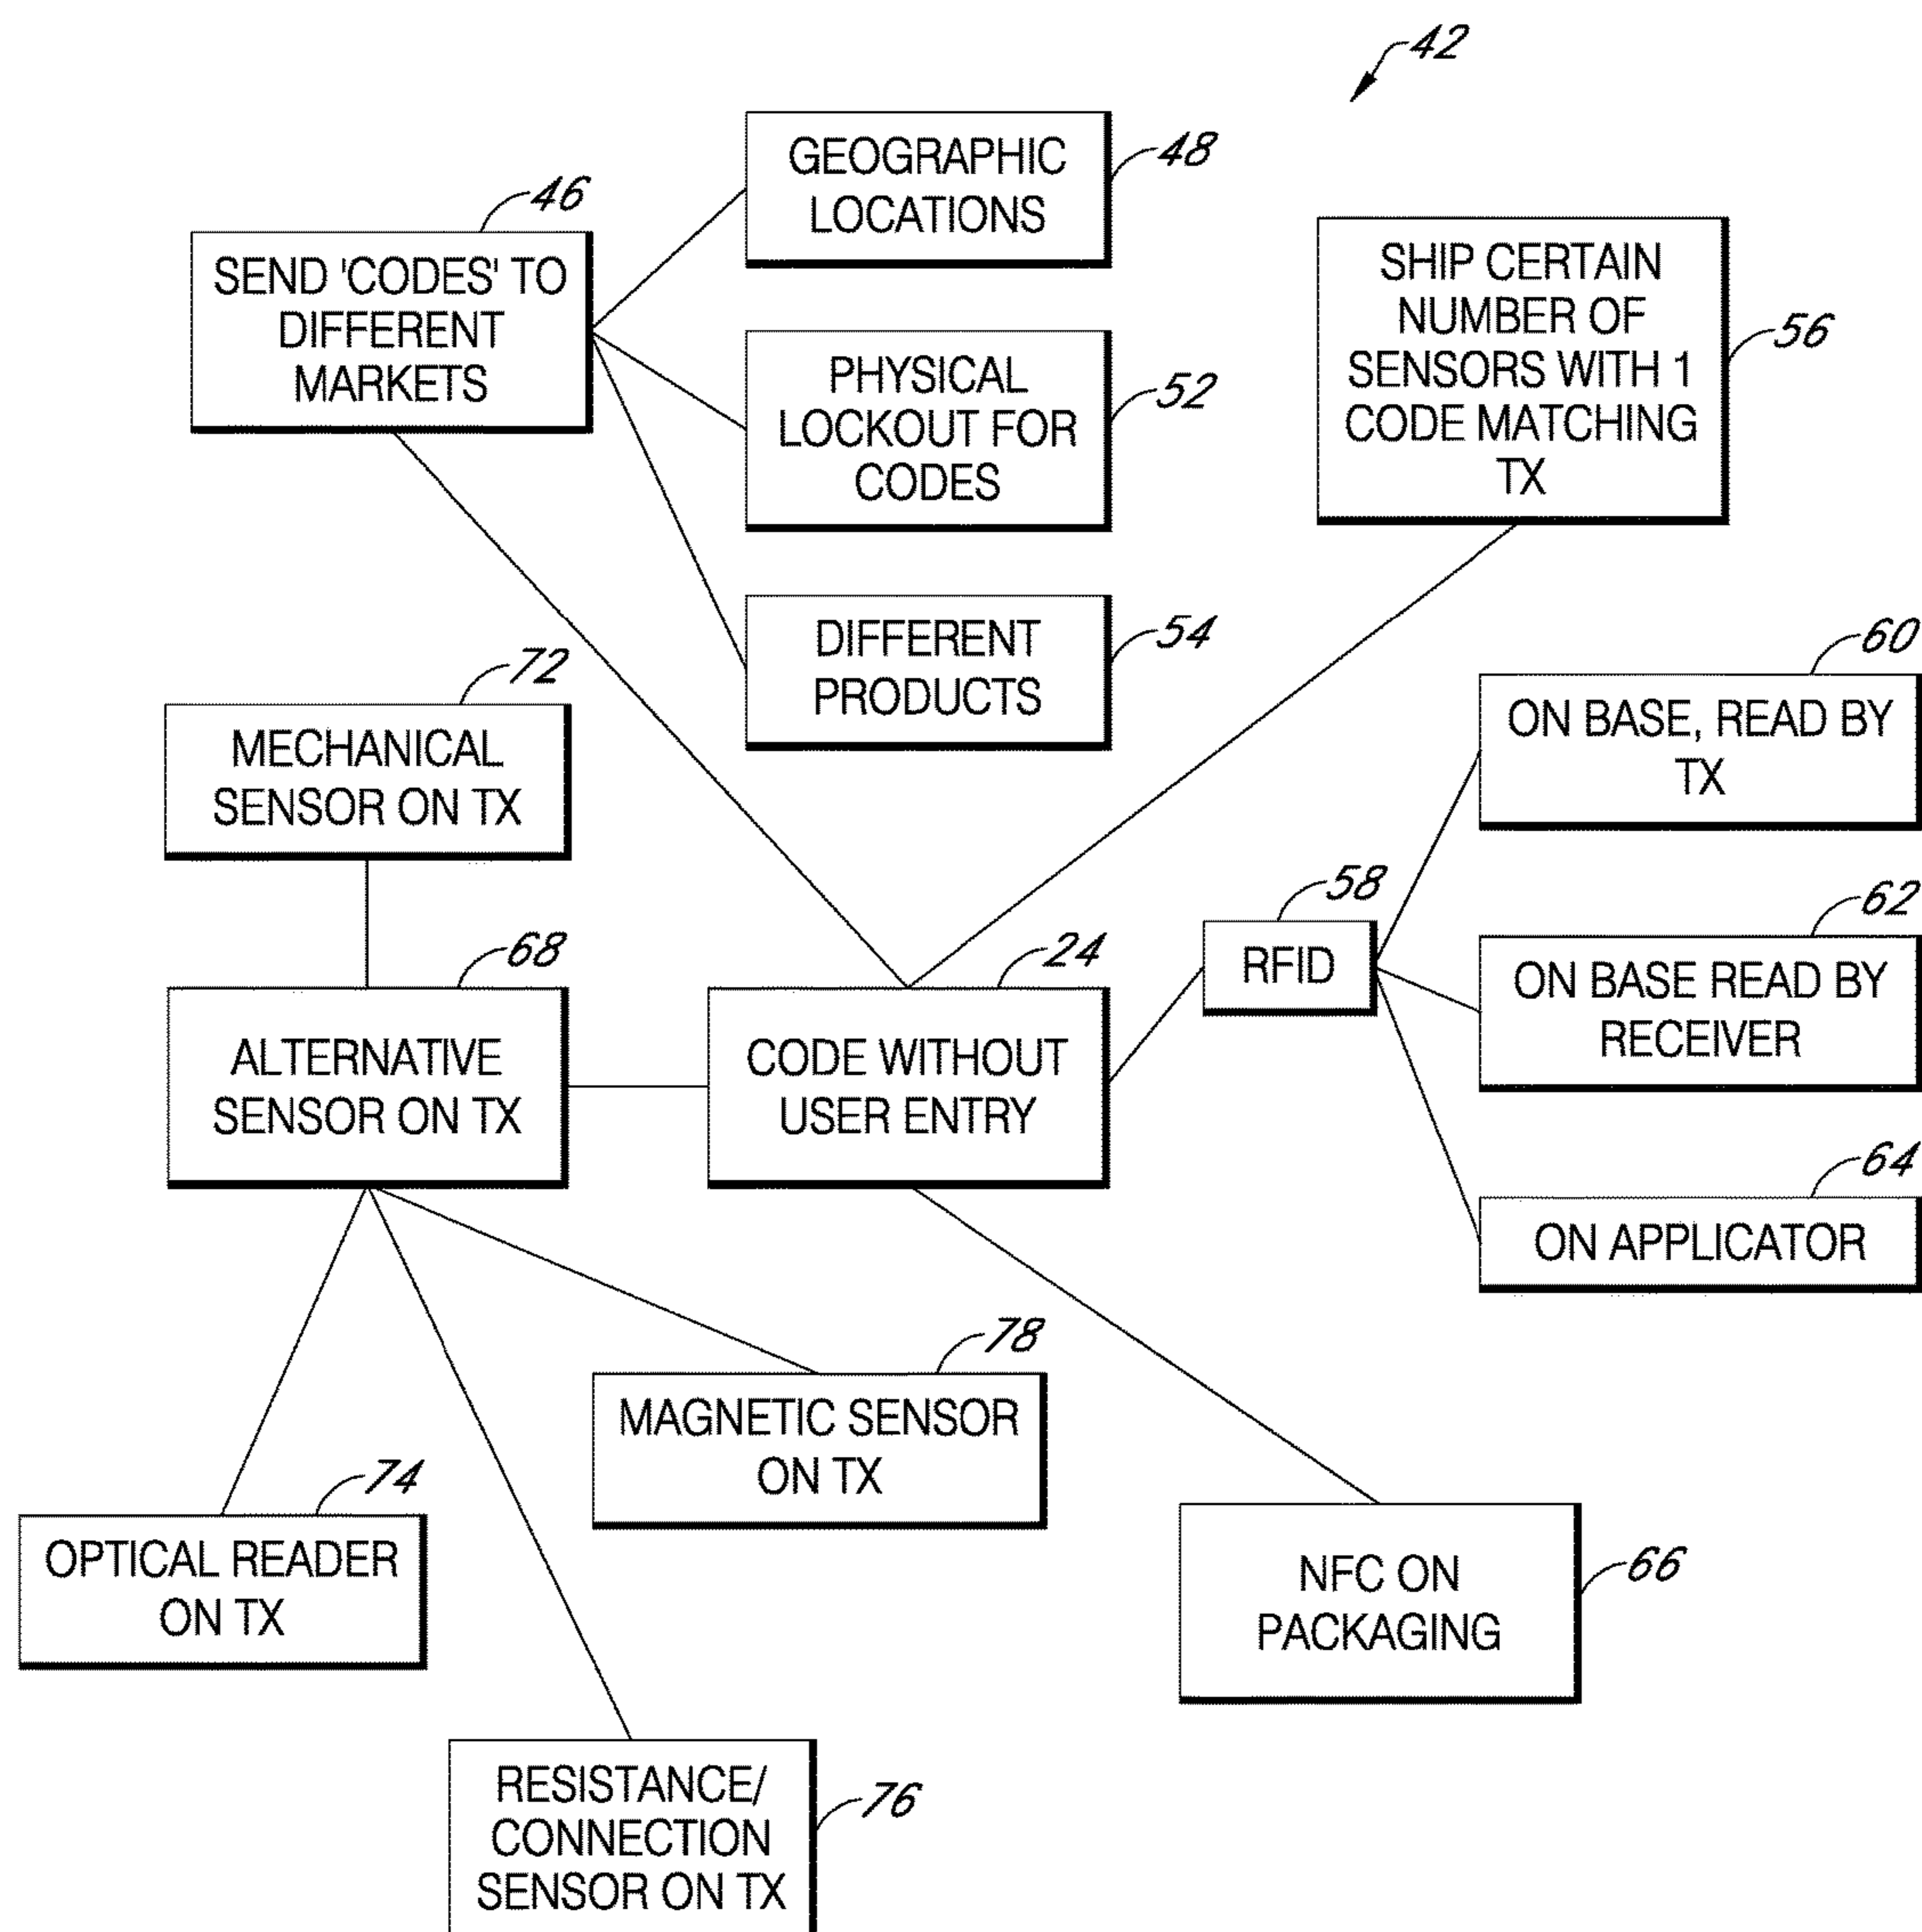 42
46
SEND 'CODES' TO
DIFFERENT
MARKETS
GEOGRAPHIC
LOCATIONS
48
PHYSICAL
LOCKOUT FOR
CODES
52
DIFFERENT
PRODUCTS
54
SHIP CERTAIN
NUMBER OF
SENSORS WITH 1
CODE MATCHING
TX
56
72
MECHANICAL
SENSOR ON TX
68
ALTERNATIVE
SENSOR ON TX
24
CODE WITHOUT
USER ENTRY
58
RFID
60
ON BASE, READ BY
TX
62
ON BASE READ BY
RECEIVER
64
ON APPLICATOR
78
MAGNETIC SENSOR
ON TX
74
OPTICAL READER
ON TX
NFC ON
PACKAGING
66
RESISTANCE/
CONNECTION
SENSOR ON TX
76